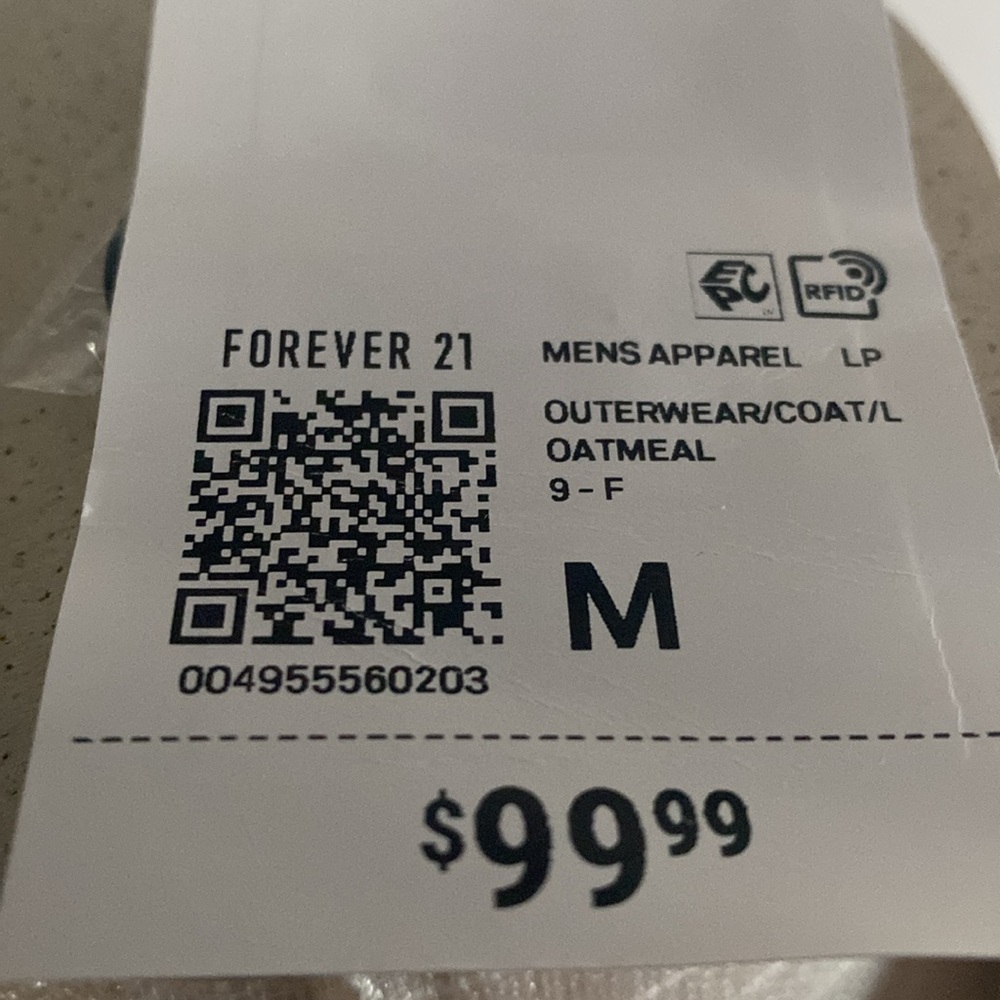 EPC
RFID
FOREVER 21
MENS APPAREL LP
OUTERWEAR/COAT/L
OATMEAL
9-F
M
004955560203
$99 99